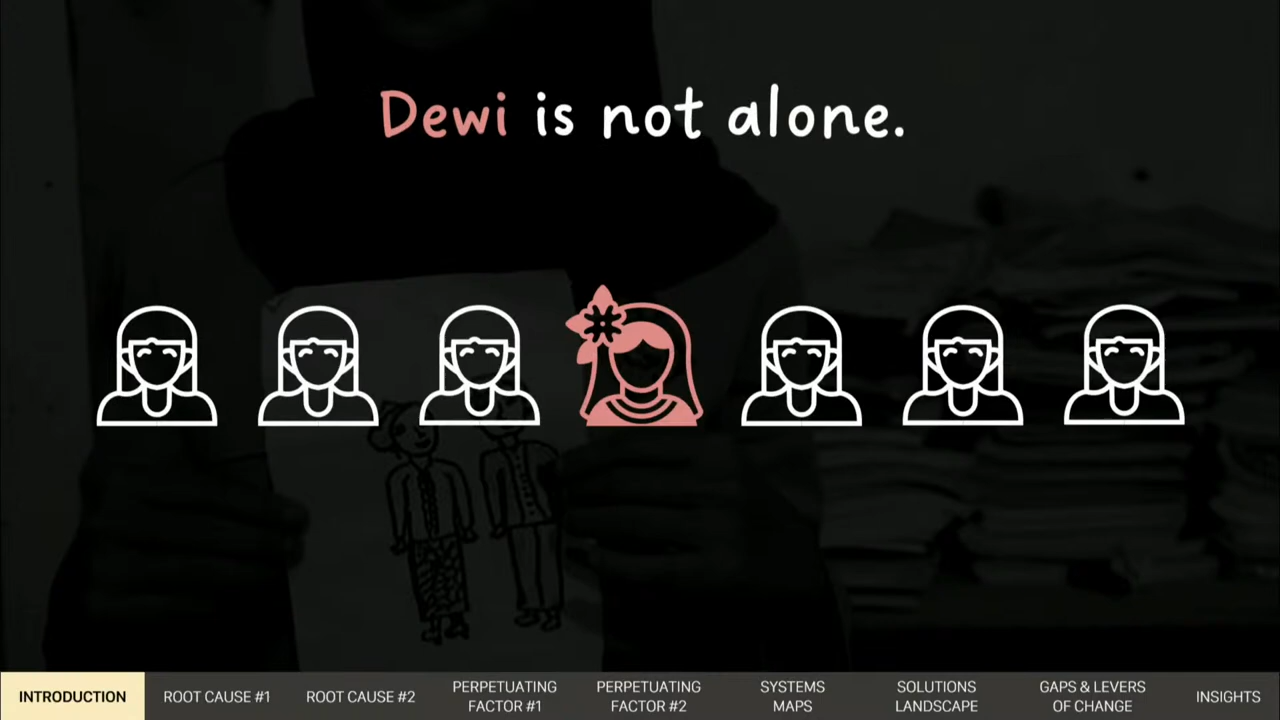 Dewi is not alone.
INTRODUCTION
ROOT CAUSE #1
ROOT CAUSE #2
PERPETUATING
FACTOR #1
PERPETUATING
FACTOR #2
SYSTEMS
MAPS
SOLUTIONS
LANDSCAPE
GAPS & LEVERS
OF CHANGE
INSIGHTS